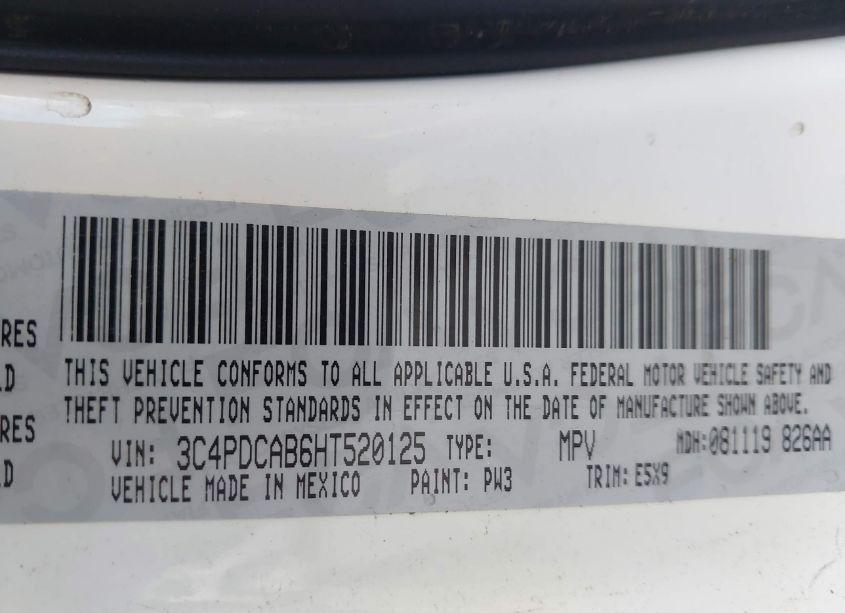 RES
LD
RES
LD
THIS VEHICLE CONFORMS TO ALL APPLICABLE U.S.A. FEDERAL MOTOR VEHICLE SAFETY AND
THEFT PREVENTION STANDARDS IN EFFECT ON THE DATE OF MANUFACTURE SHOWN ABOVE.
VIN: 3C4PDCAB6HT520125 TYPE: MPV MDH:081119 826AA
VEHICLE MADE IN MEXICO PAINT: PW3 TRIM: E5X9